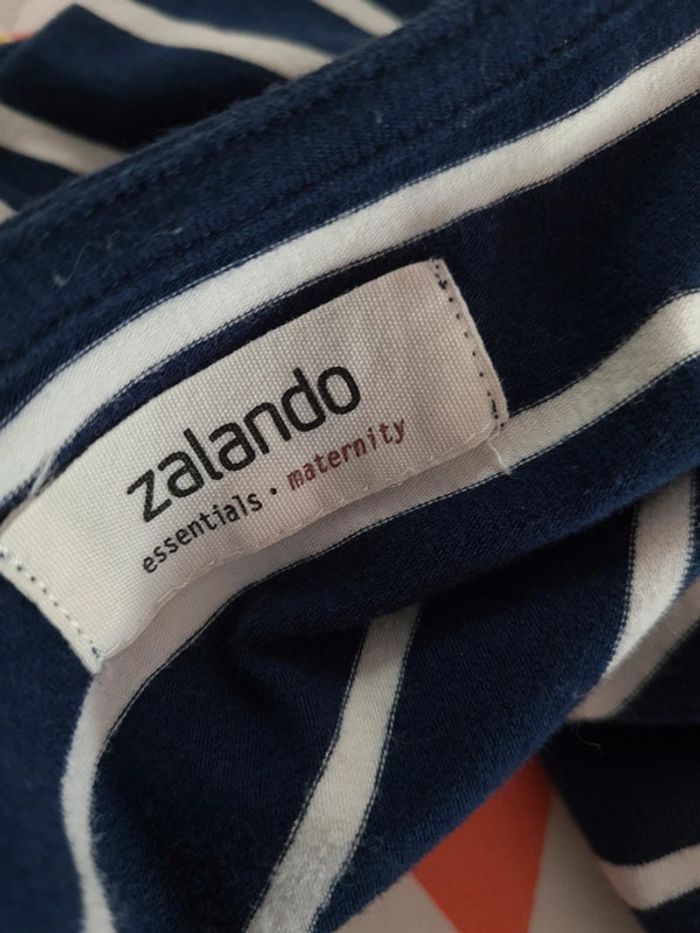 zalando
essentials • maternity